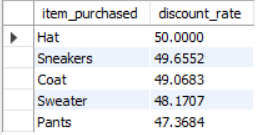 item_purchased discount_rate
Hat 50.0000
Sneakers 49.6552
Coat 49.0683
Sweater 48.1707
Pants 47.3684